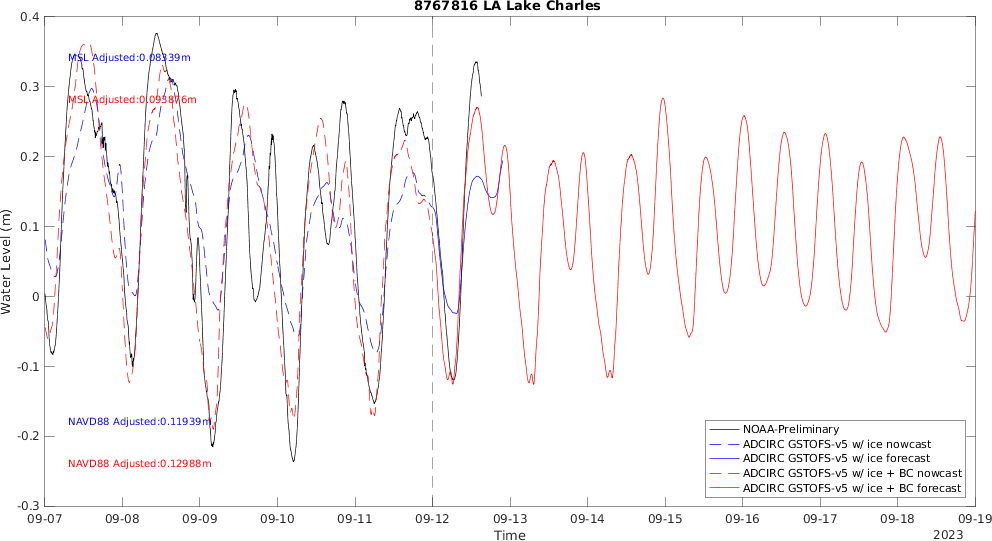 8767816 LA Lake Charles
0.4
0.3
0.2
0.1
0
-0.1
-0.2
-0.3
Water Level (m)
MSL Adjusted:0.08339m
MSL Adjusted:0.093876m
NAVD88 Adjusted:0.11939m
NAVD88 Adjusted:0.12988m
NOAA-Preliminary
ADCIRC GSTOFS-v5 w/ ice nowcast
ADCIRC GSTOFS-v5 w/ ice forecast
ADCIRC GSTOFS-v5 w/ ice + BC nowcast
ADCIRC GSTOFS-v5 w/ ice + BC forecast
09-07 09-08 09-09 09-10 09-11 09-12 09-13 09-14 09-15 09-16 09-17 09-18 09-19
Time
2023